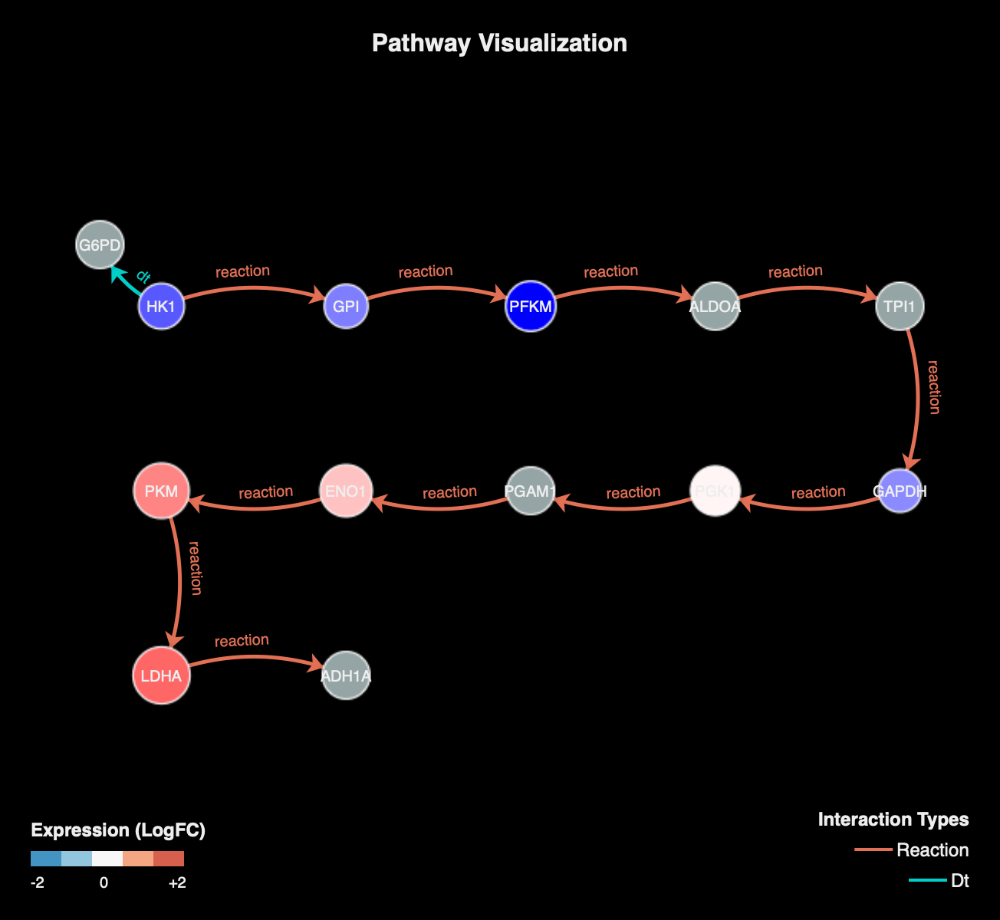 Pathway Visualization
G6PD
dt
reaction
reaction
reaction
reaction
HK1
GPI
PFKM
ALDOA
TPI1
reaction
PKM
reaction
ENO1
reaction
PGAM1
reaction
PGK1
reaction
GAPDH
reaction
reaction
LDHA
ADH1A
Expression (LogFC)
-2 0 +2
Interaction Types
Reaction
Dt